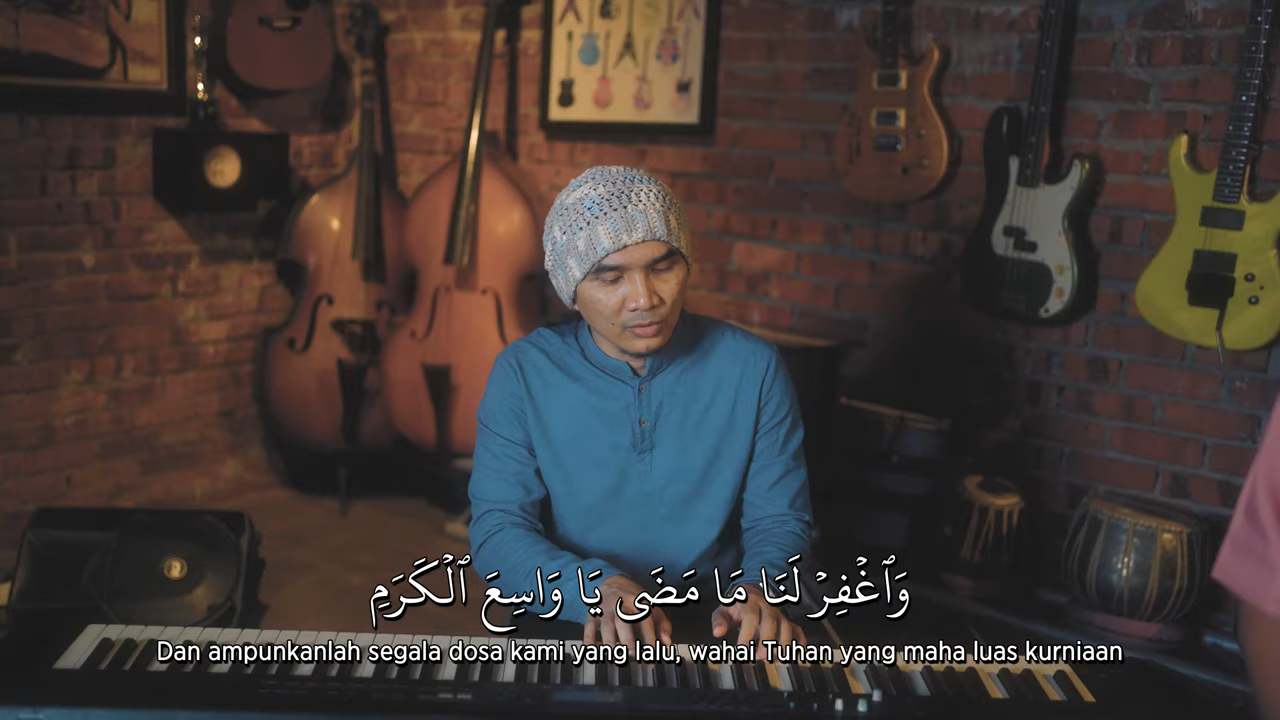 وَٱغْفِرْ لَنَا مَا مَضَى يَا وَاسِعَ ٱلْكَرَمِ
Dan ampunkanlah segala dosa kami yang lalu, wahai Tuhan yang maha luas kurniaan